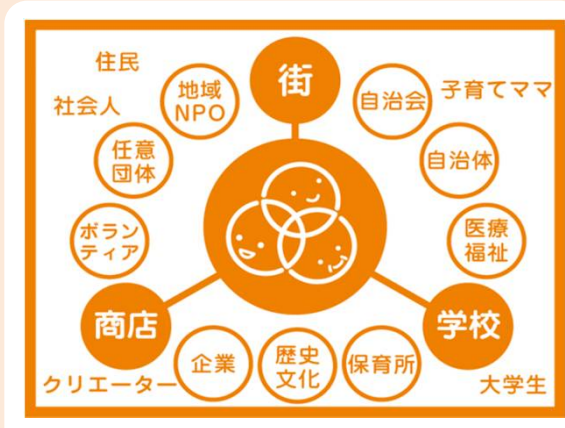 住民
街
地域
NPO
自治会
子育てママ
社会人
任意
団体
自治体
ボラン
ティア
医療
福祉
商店
学校
企業
歴史
文化
保育所
クリエーター
大学生